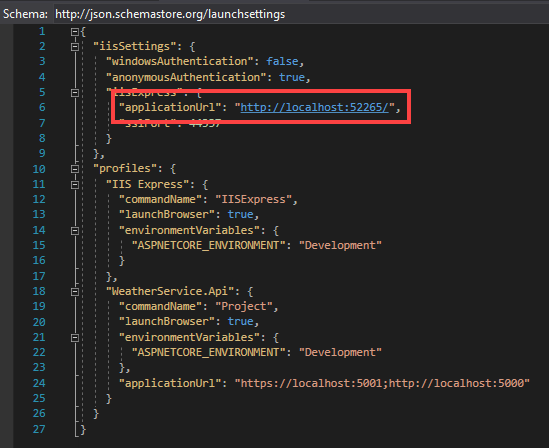 Schema: http://json.schemastore.org/launchsettings
1 {
2 "iisSettings": {
3 "windowsAuthentication": false,
4 "anonymousAuthentication": true,
5 "iisExpress": {
6 "applicationUrl": "http://localhost:52265/",
7 "sslPort": 44397
8 }
9 },
10 "profiles": {
11 "IIS Express": {
12 "commandName": "IISExpress",
13 "launchBrowser": true,
14 "environmentVariables": {
15 "ASPNETCORE_ENVIRONMENT": "Development"
16 }
17 },
18 "WeatherService.Api": {
19 "commandName": "Project",
20 "launchBrowser": true,
21 "environmentVariables": {
22 "ASPNETCORE_ENVIRONMENT": "Development"
23 },
24 "applicationUrl": "https://localhost:5001;http://localhost:5000"
25 }
26 }
27 }